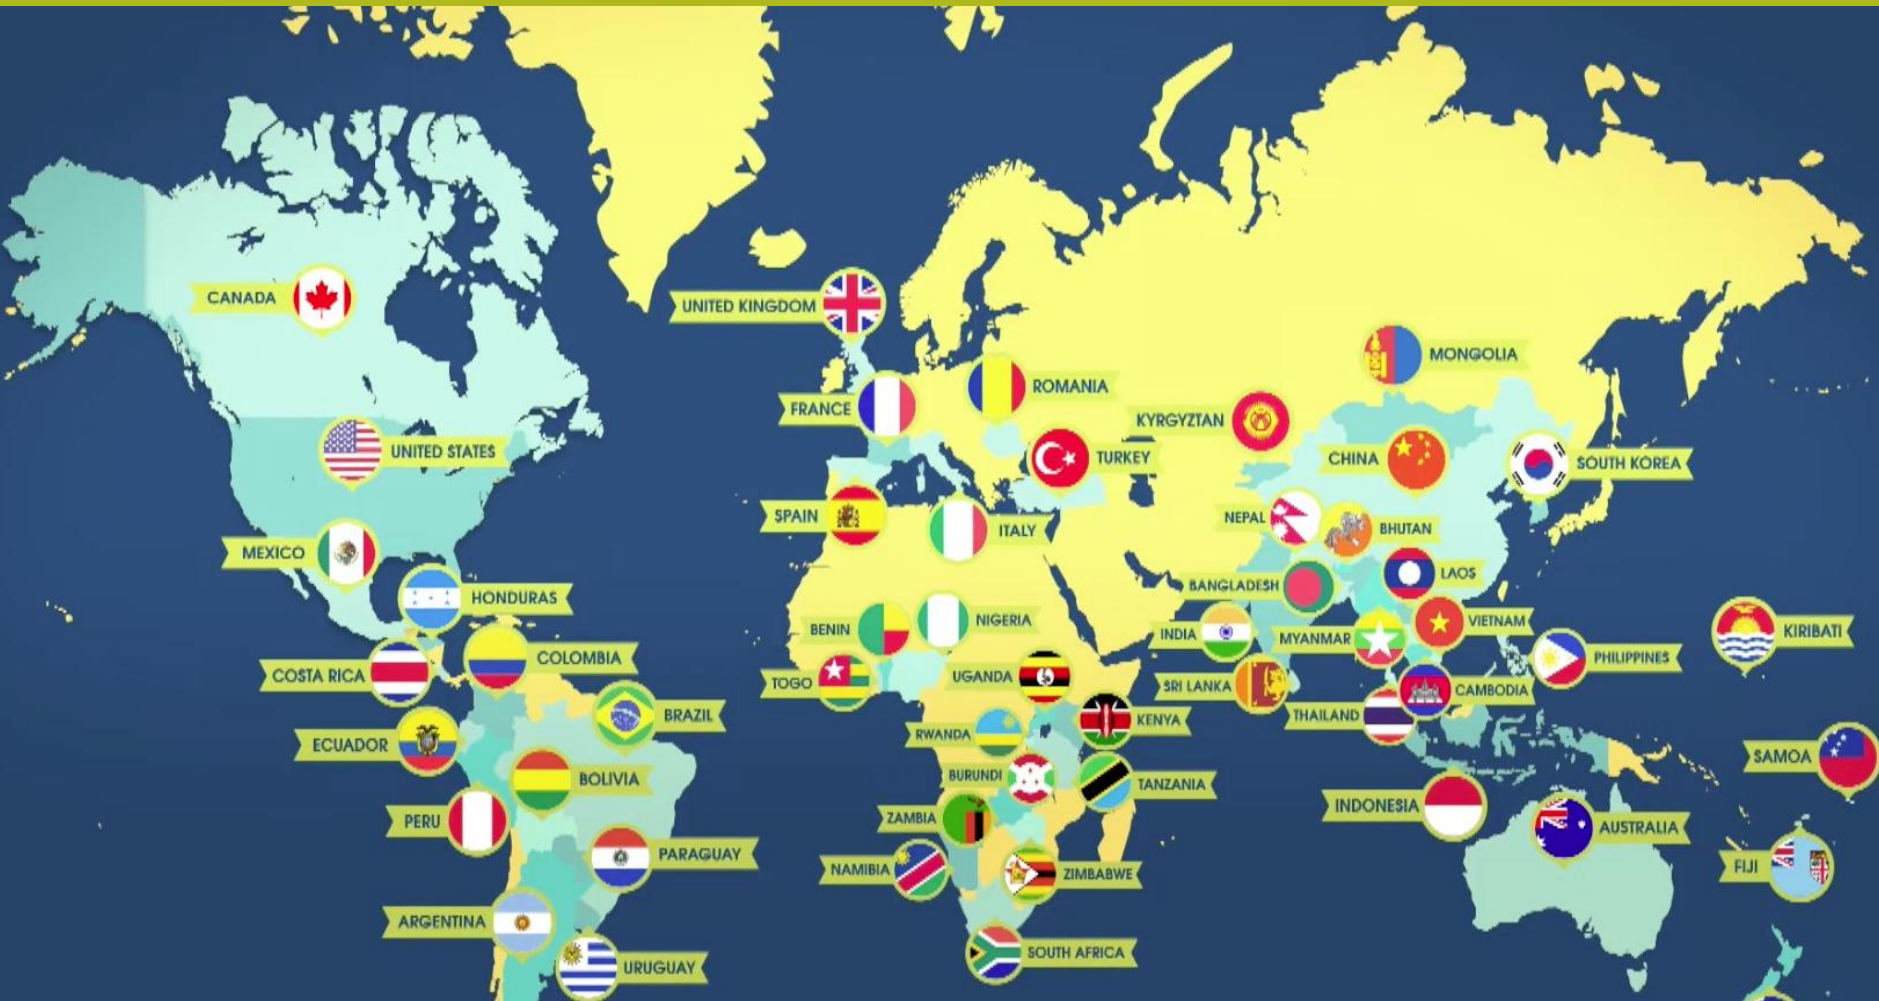 CANADA
UNITED KINGDOM
MONGOLIA
ROMANIA
FRANCE
KYRGYZTAN
UNITED STATES
TURKEY
CHINA
SOUTH KOREA
SPAIN
ITALY
NEPAL
BHUTAN
MEXICO
LAOS
BANGLADESH
HONDURAS
BENIN
NIGERIA
INDIA
MYANMAR
VIETNAM
KIRIBATI
COLOMBIA
PHILIPPINES
COSTA RICA
TOGO
UGANDA
SRI LANKA
CAMBODIA
BRAZIL
KENYA
THAILAND
ECUADOR
RWANDA
SAMOA
BOLIVIA
BURUNDI
TANZANIA
INDONESIA
PERU
ZAMBIA
AUSTRALIA
PARAGUAY
NAMIBIA
ZIMBABWE
FIJI
ARGENTINA
SOUTH AFRICA
URUGUAY